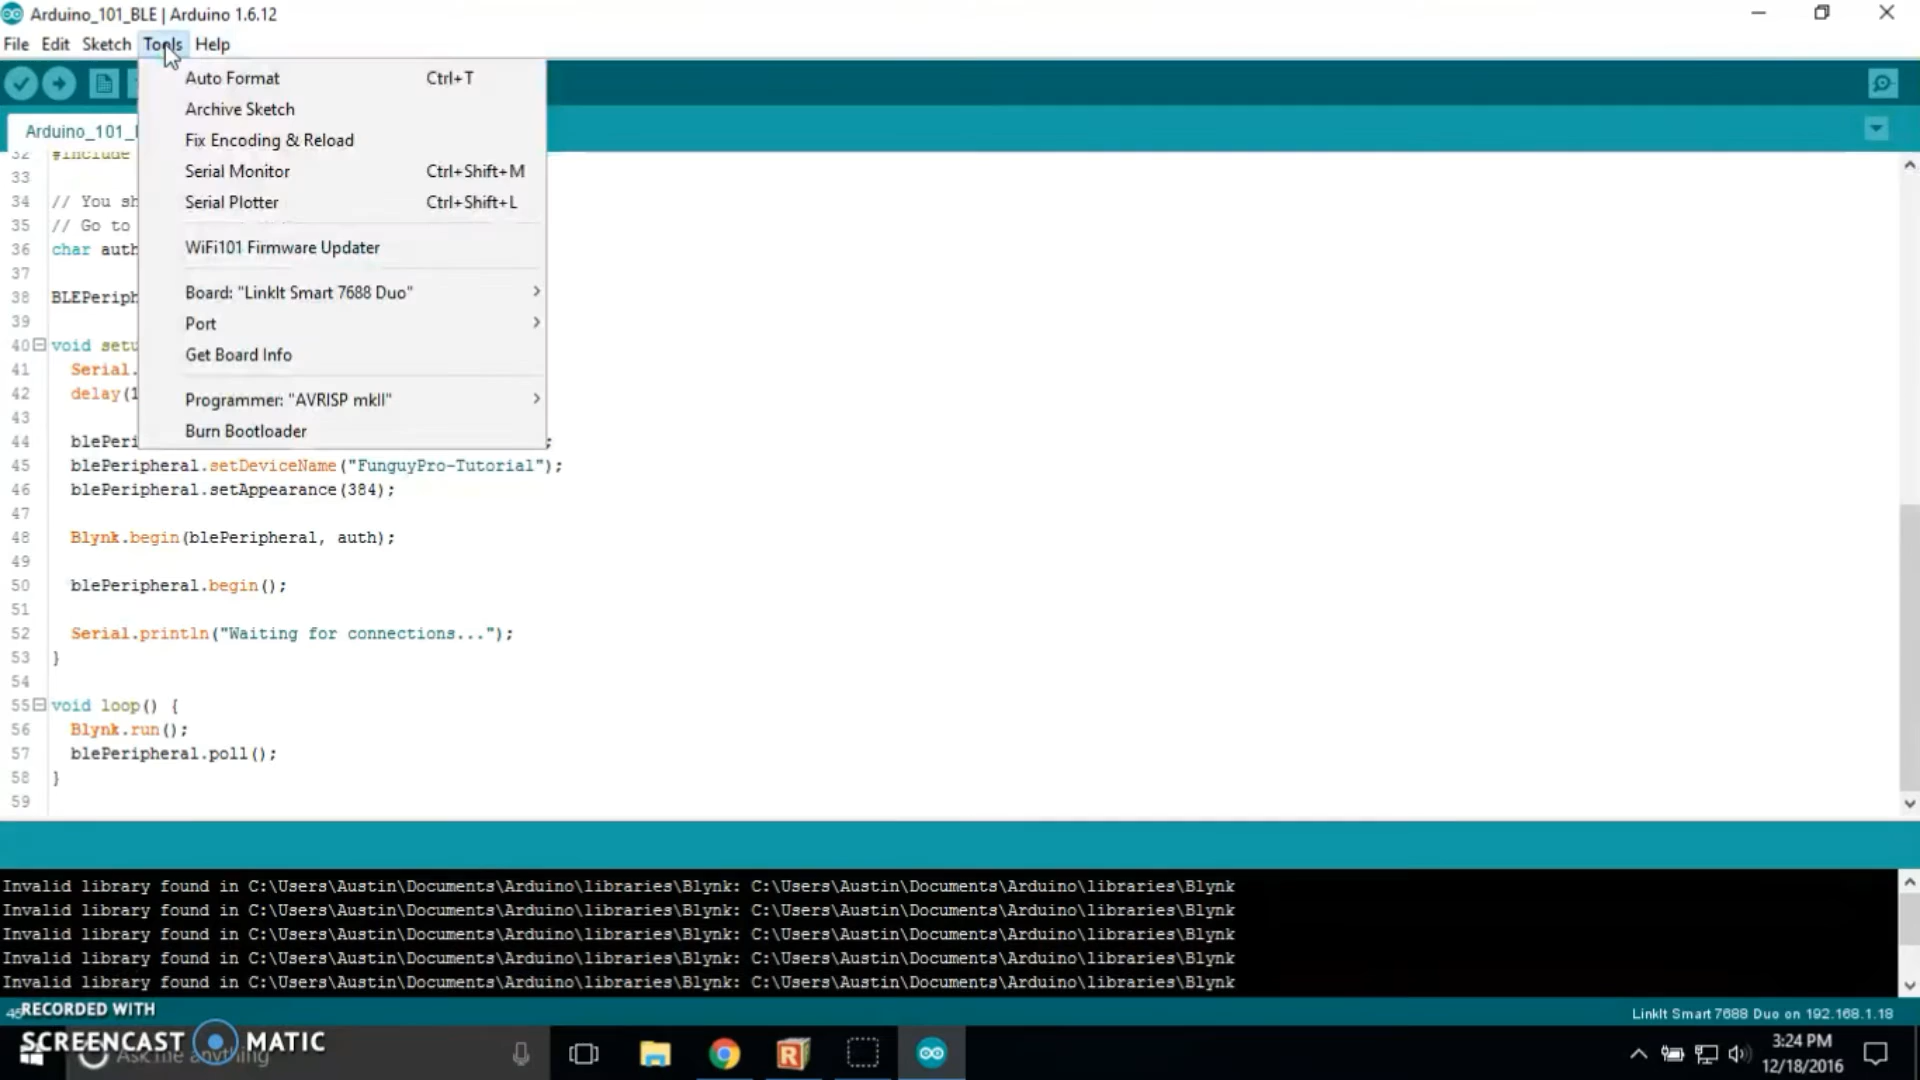 Arduino_101_BLE | Arduino 1.6.12
File Edit Sketch Tools Help
Auto Format Ctrl+T
Archive Sketch
Fix Encoding & Reload
Serial Monitor Ctrl+Shift+M
Serial Plotter Ctrl+Shift+L
WiFi101 Firmware Updater
Board: "LinkIt Smart 7688 Duo"
Port
Get Board Info
Programmer: "AVRISP mkII"
Burn Bootloader
Arduino_101_
32 #include
33
34 // You sh
35 // Go to
36 char auth
37
38 BLEPeriph
39
40 void setu
41 Serial.
42 delay(1
43
44 blePeri ;
45 blePeripheral.setDeviceName("FunguyPro-Tutorial");
46 blePeripheral.setAppearance(384);
47
48 Blynk.begin(blePeripheral, auth);
49
50 blePeripheral.begin();
51
52 Serial.println("Waiting for connections...");
53 }
54
55 void loop() {
56 Blynk.run();
57 blePeripheral.poll();
58 }
59
Invalid library found in C:\Users\Austin\Documents\Arduino\libraries\Blynk: C:\Users\Austin\Documents\Arduino\libraries\Blynk
Invalid library found in C:\Users\Austin\Documents\Arduino\libraries\Blynk: C:\Users\Austin\Documents\Arduino\libraries\Blynk
Invalid library found in C:\Users\Austin\Documents\Arduino\libraries\Blynk: C:\Users\Austin\Documents\Arduino\libraries\Blynk
Invalid library found in C:\Users\Austin\Documents\Arduino\libraries\Blynk: C:\Users\Austin\Documents\Arduino\libraries\Blynk
Invalid library found in C:\Users\Austin\Documents\Arduino\libraries\Blynk: C:\Users\Austin\Documents\Arduino\libraries\Blynk
RECORDED WITH
LinkIt Smart 7688 Duo on 192.168.1.18
SCREENCAST MATIC
Ask me anything
3:24 PM
12/18/2016